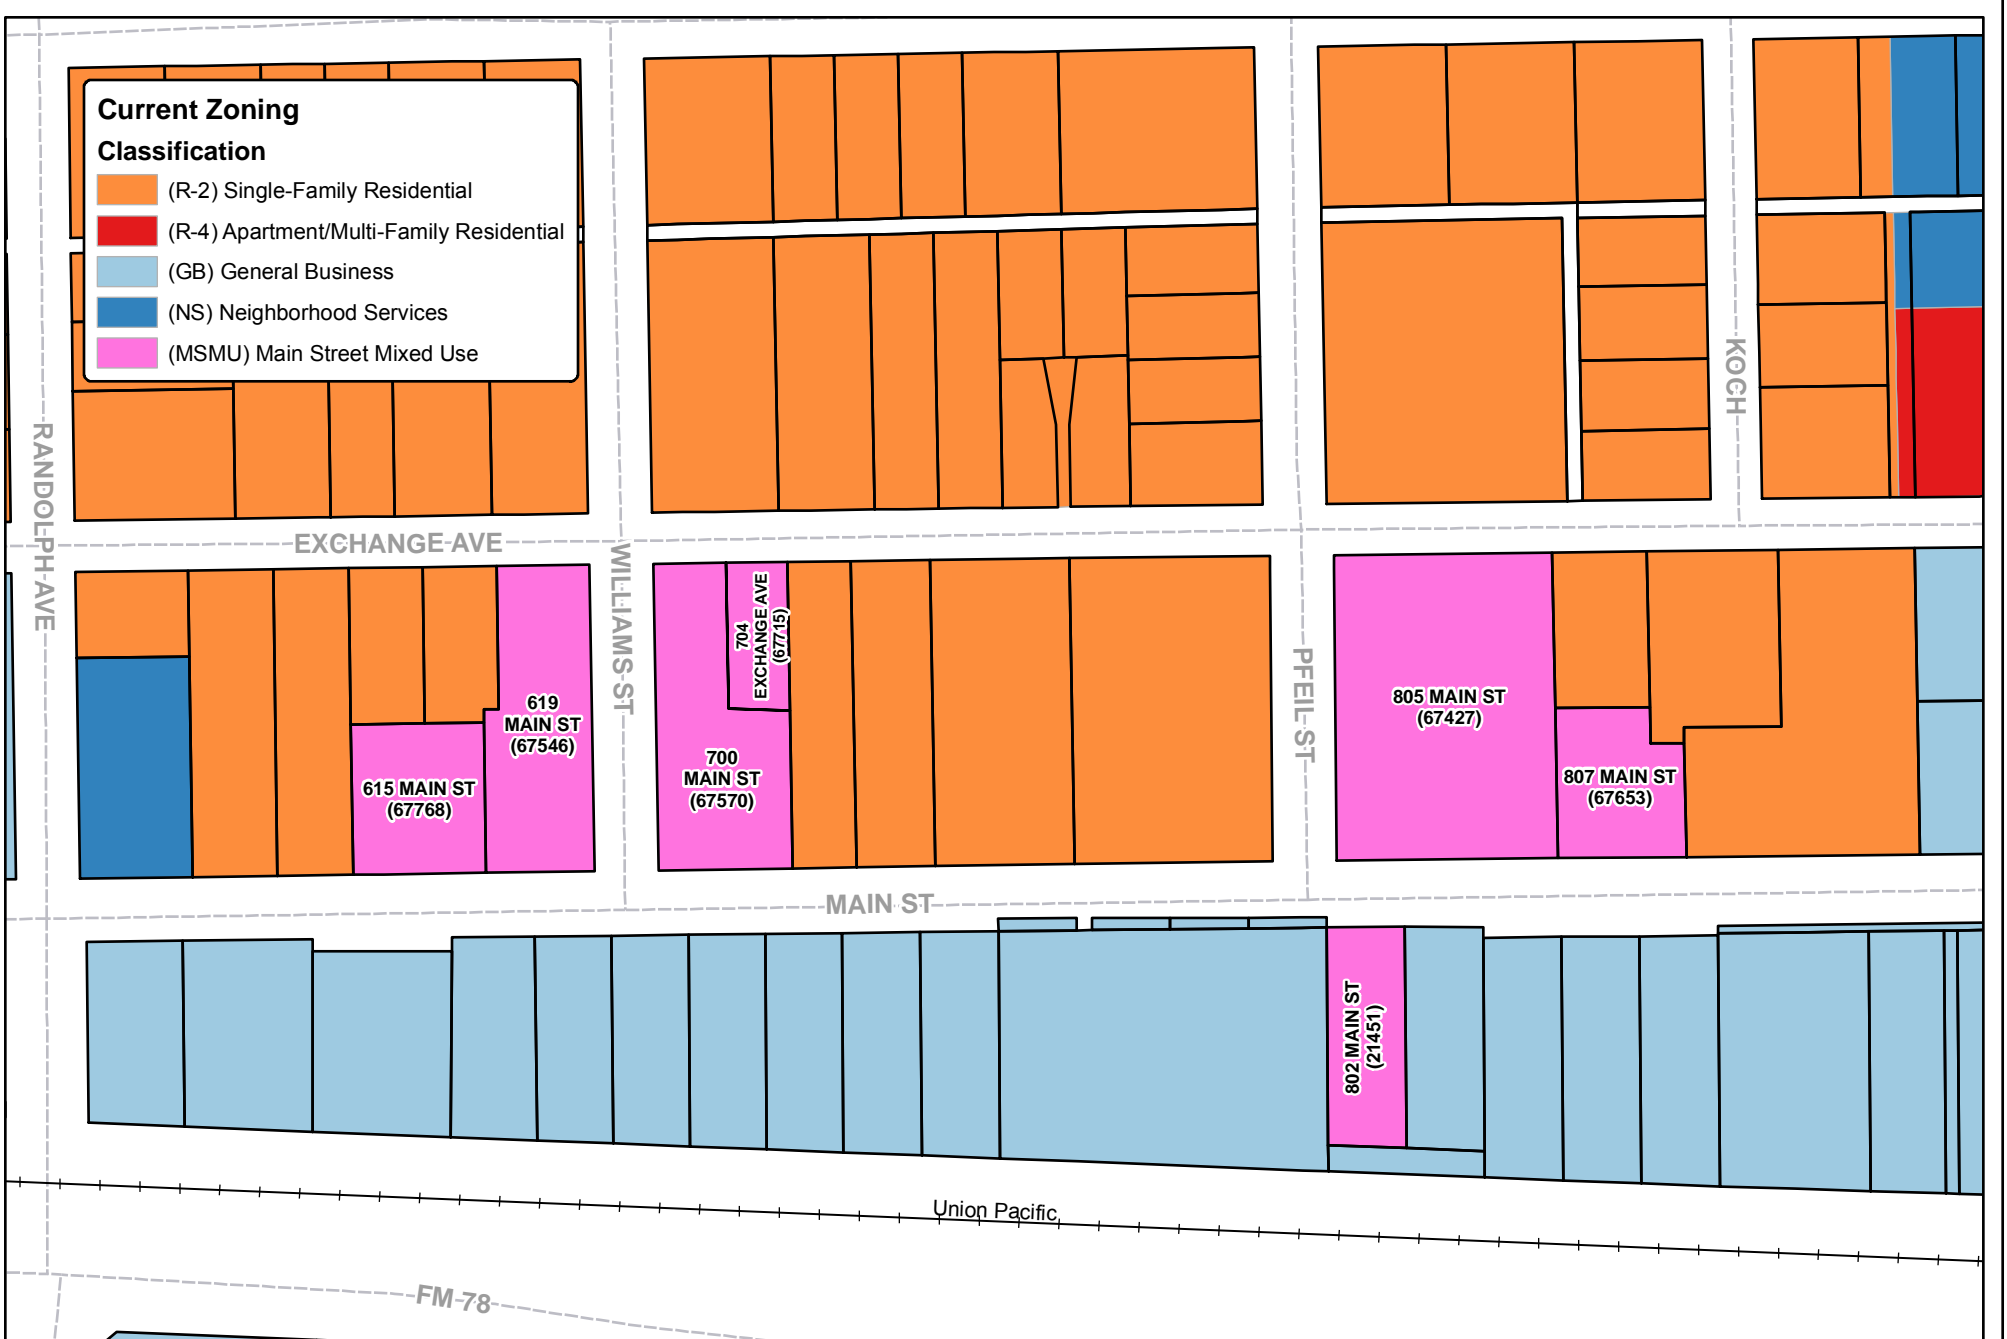 Current Zoning
Classification
(R-2) Single-Family Residential
(R-4) Apartment/Multi-Family Residential
(GB) General Business
(NS) Neighborhood Services
(MSMU) Main Street Mixed Use
KOCH
RANDOLPH AVE
EXCHANGE AVE
WILLIAMS ST
704
EXCHANGE AVE
(67715)
PFEIL ST
619
MAIN ST
(67546)
615 MAIN ST
(67768)
700
MAIN ST
(67570)
805 MAIN ST
(67427)
807 MAIN ST
(67653)
MAIN ST
802 MAIN ST
(21451)
Union Pacific
FM 78